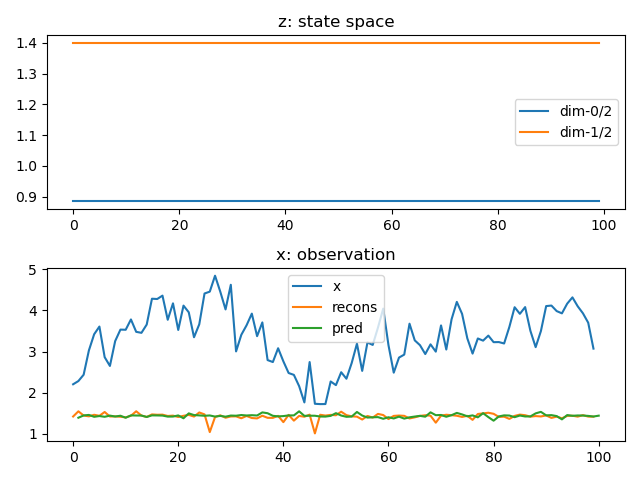 z: state space
1.4
1.3
1.2
1.1
1.0
0.9
dim-0/2
dim-1/2
0 20 40 60 80 100
x: observation
5
4
3
2
1
x
recons
pred
0 20 40 60 80 100